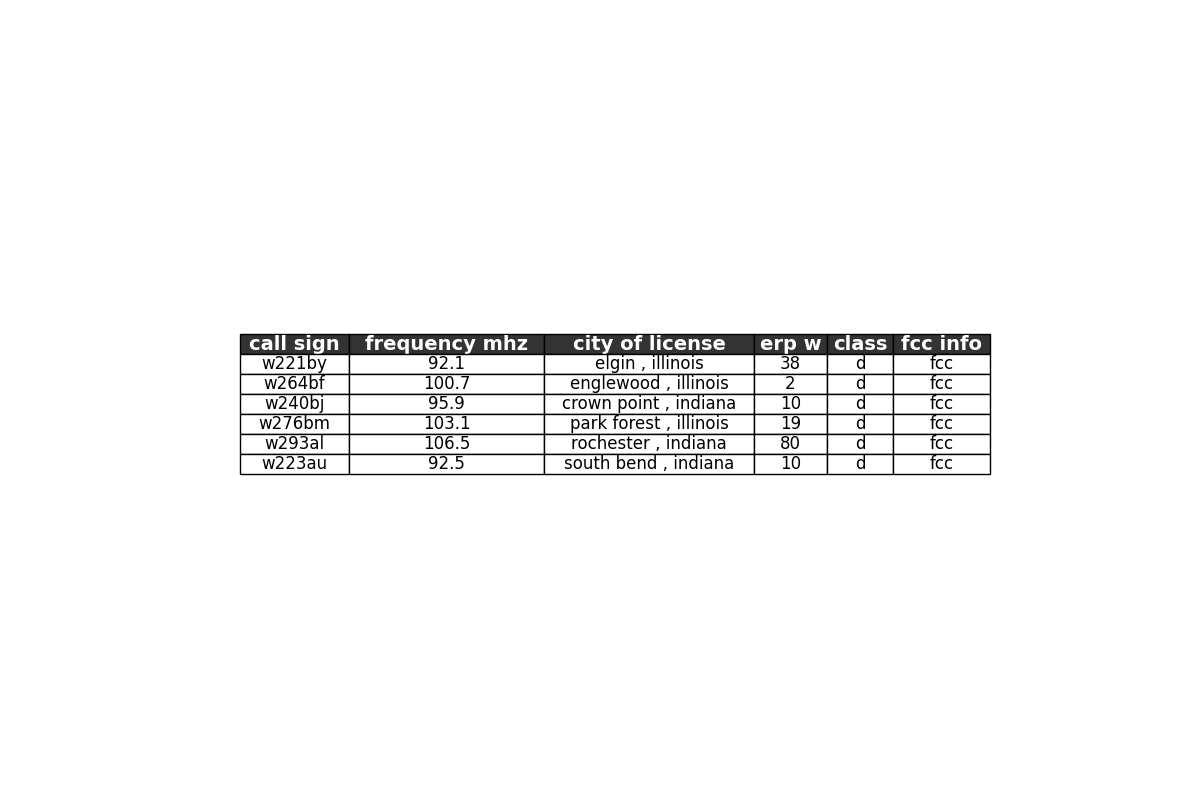 call sign frequency mhz city of license erp w class fcc info
w221by 92.1 elgin , illinois 38 d fcc
w264bf 100.7 englewood , illinois 2 d fcc
w240bj 95.9 crown point , indiana 10 d fcc
w276bm 103.1 park forest , illinois 19 d fcc
w293al 106.5 rochester , indiana 80 d fcc
w223au 92.5 south bend , indiana 10 d fcc